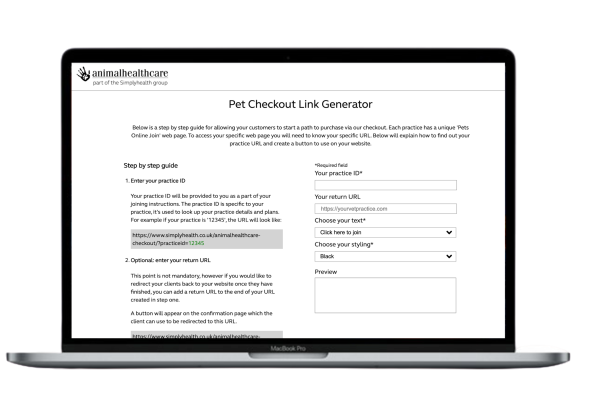 animalhealthcare
part of the Simplyhealth group
Pet Checkout Link Generator
Below is a step by step guide for allowing your customers to start a path to purchase via our checkout. Each practice has a unique 'Pets
Online Join' web page. To access your specific web page you will need to know your specific URL. Below will explain how to find out your
practice URL and create a button to use on your website.
Step by step guide
1. Enter your practice ID
Your practice ID will be provided to you as a part of your
joining instructions. The practice ID is specific to your
practice, it's used to look up your practice details and plans.
For example if your practice is '12345', the URL will look like:
https://www.simplyhealth.co.uk/animalhealthcare-
checkout/?practiceid=12345
2. Optional: enter your return URL
This point is not mandatory, however if you would like to
redirect your clients back to your website once they have
finished, you can add a return URL to the end of your URL
created in step one.
A button will appear on the confirmation page which the
client can use to be redirected to this URL.
https://www.simplyhealth.co.uk/animalhealthcare-
*Required field
Your practice ID*
Your return URL
https://yourvetpractice.com
Choose your text*
Click here to join
Choose your styling*
Black
Preview
MacBook Pro